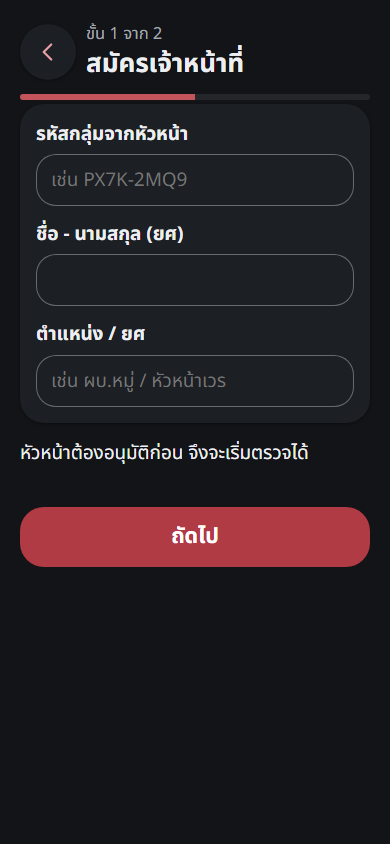 ขั้น 1 จาก 2
สมัครเจ้าหน้าที่
รหัสกลุ่มจากหัวหน้า
เช่น PX7K-2MQ9
ชื่อ - นามสกุล (ยศ)
ตำแหน่ง / ยศ
เช่น ผบ.หมู่ / หัวหน้าเวร
หัวหน้าต้องอนุมัติก่อน จึงจะเริ่มตรวจได้
ถัดไป